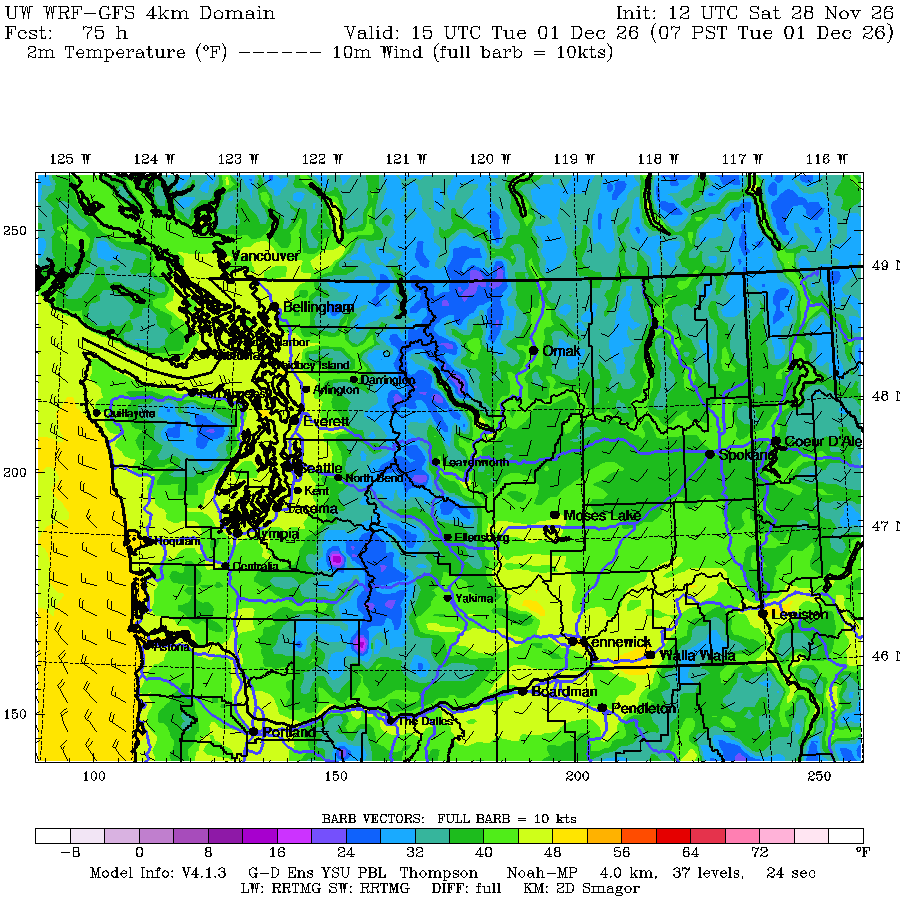 UW WRF-GFS 4km Domain Init: 12 UTC Sat 28 Nov 26
Fcst: 75 h Valid: 15 UTC Tue 01 Dec 26 (07 PST Tue 01 Dec 26)
2m Temperature (°F) ------ 10m Wind (full barb = 10kts)
125 W 124 W 123 W 122 W 121 W 120 W 119 W 118 W 117 W 116 W
250
Vancouver
49 N
Bellingham
Omak
Whidbey Island
Darrington
Arlington
48 N
Quillayute
Everett
Coeur D'Ale
Spokane
Leavenworth
200
Seattle
North Bend
Kent
Tacoma
Moses Lake
47 N
Olympia
Ellensburg
Hoquiam
Centralia
Yakima
Lewiston
Kennewick
Astoria
Walla Walla
46 N
Boardman
Pendleton
150
The Dalles
Portland
100 150 200 250
BARB VECTORS: FULL BARB = 10 kts
-8 0 8 16 24 32 40 48 56 64 72 °F
Model Info: V4.1.3 G-D Ens YSU PBL Thompson Noah-MP 4.0 km, 37 levels, 24 sec
LW: RRTMG SW: RRTMG DIFF: full KM: 2D Smagor